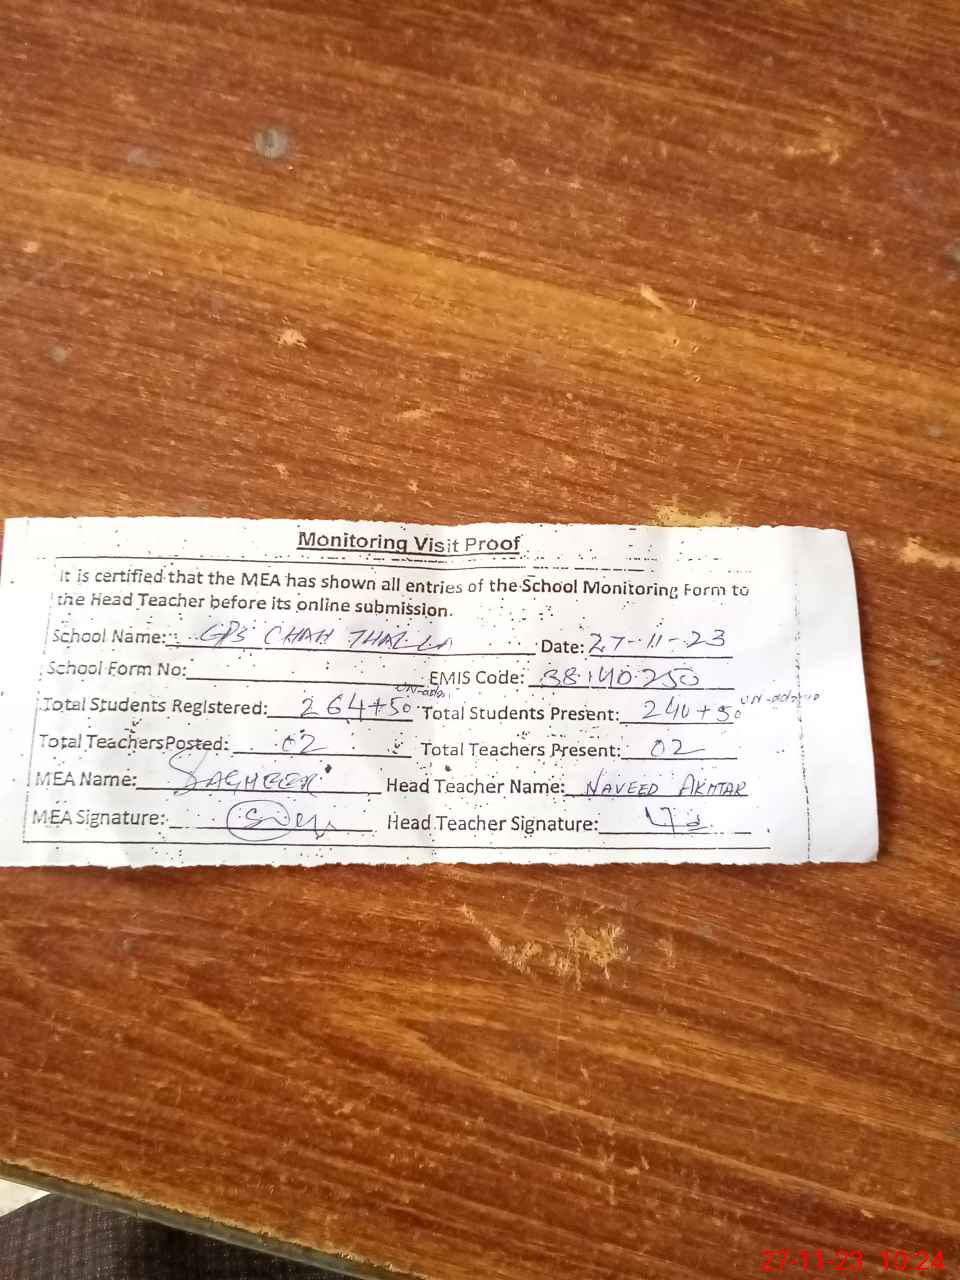 Monitoring Visit Proof
It is certified that the MEA has shown all entries of the School Monitoring Form to
the Head Teacher before its online submission.
School Name: GPS CHAH THALLA Date: 27-11-23
School Form No: EMIS Code: 38140250
Total Students Registered: 264+50 Total Students Present: 240+50
Total Teachers Posted: 02 Total Teachers Present: 02
MEA Name: SAGHEER Head Teacher Name: NAVEED AKHTAR
MEA Signature: Head Teacher Signature:
27-11-23 10:24